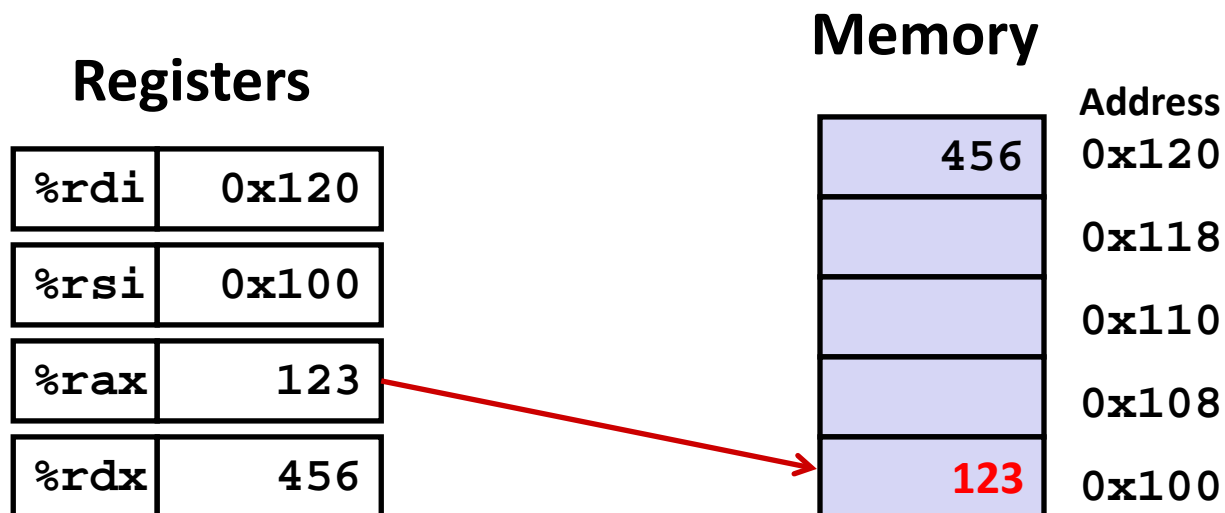 Registers
%rdi 0x120
%rsi 0x100
%rax 123
%rdx 456
Memory
Address
456 0x120
0x118
0x110
0x108
123 0x100